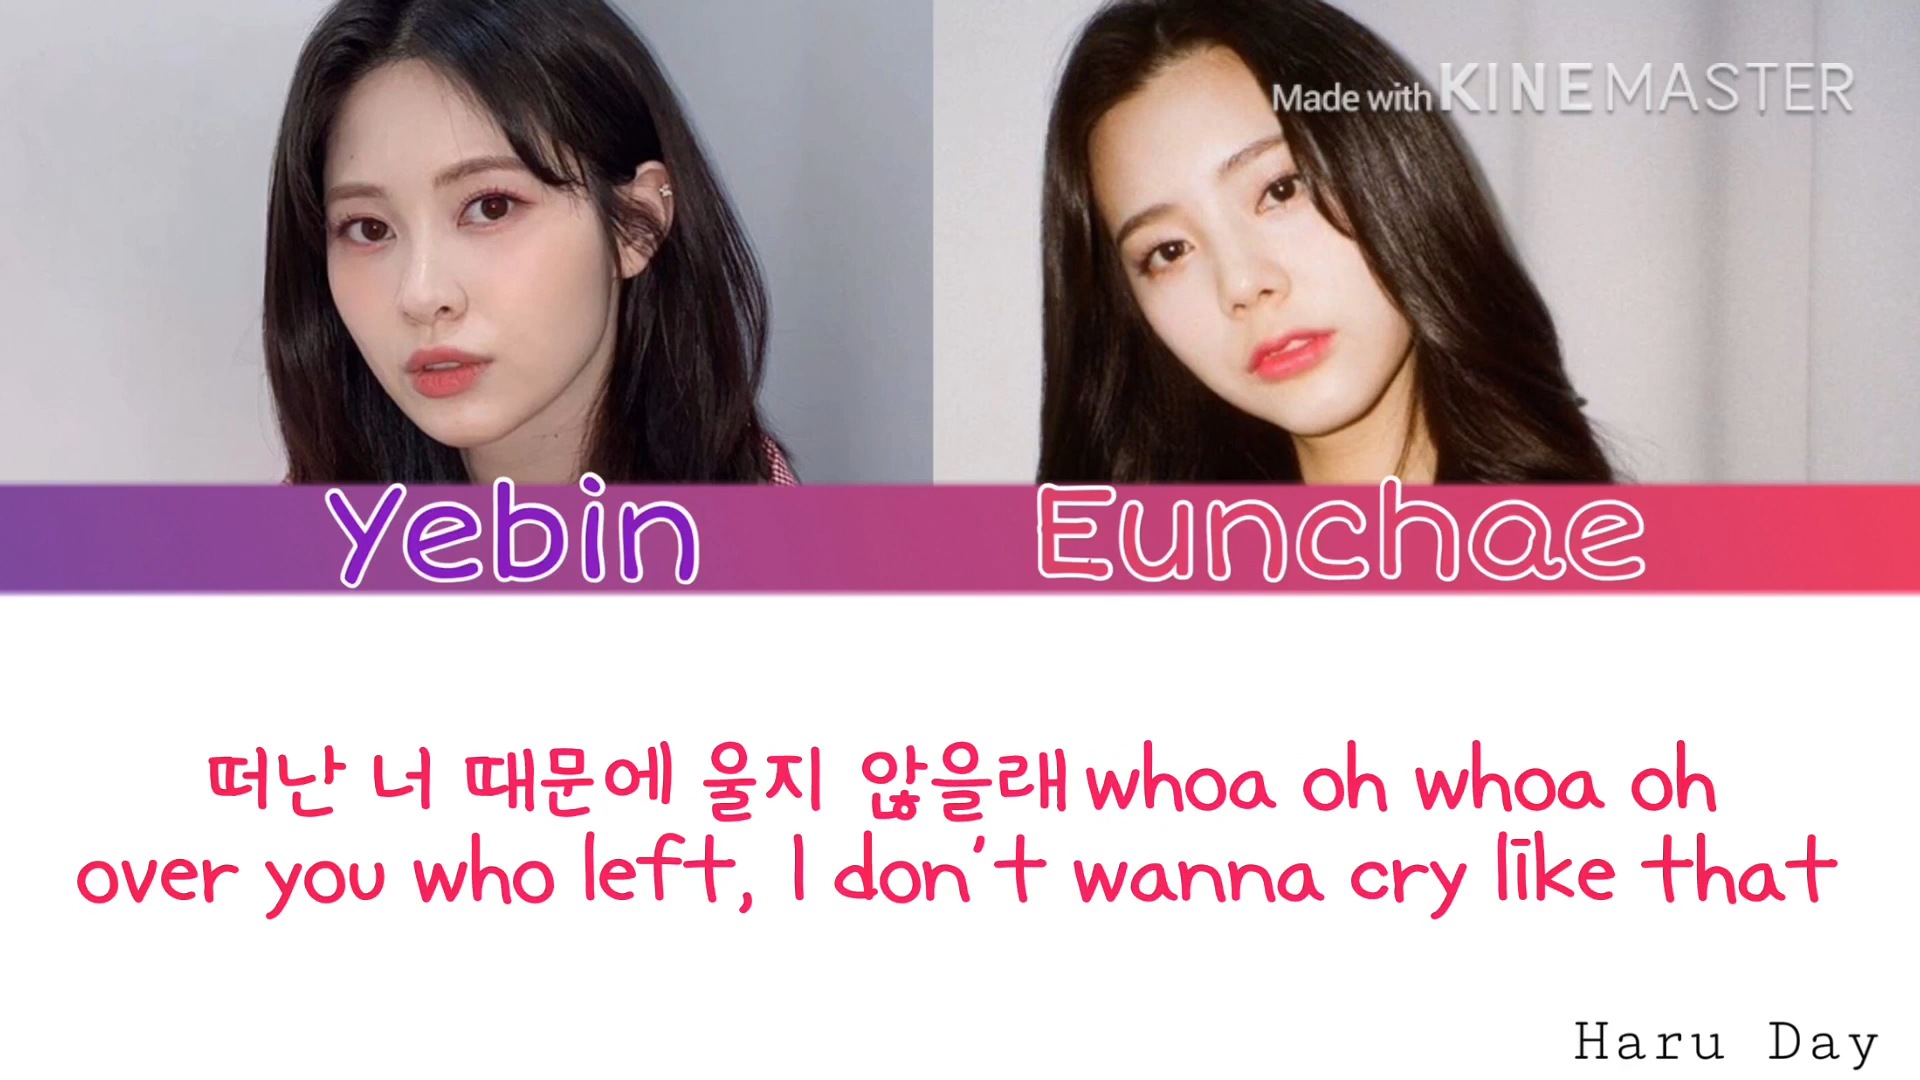 Made with KINEMASTER
Yebin Eunchae
떠난 너 때문에 울지 않을래 whoa oh whoa oh
over you who left, I don't wanna cry like that
Haru Day